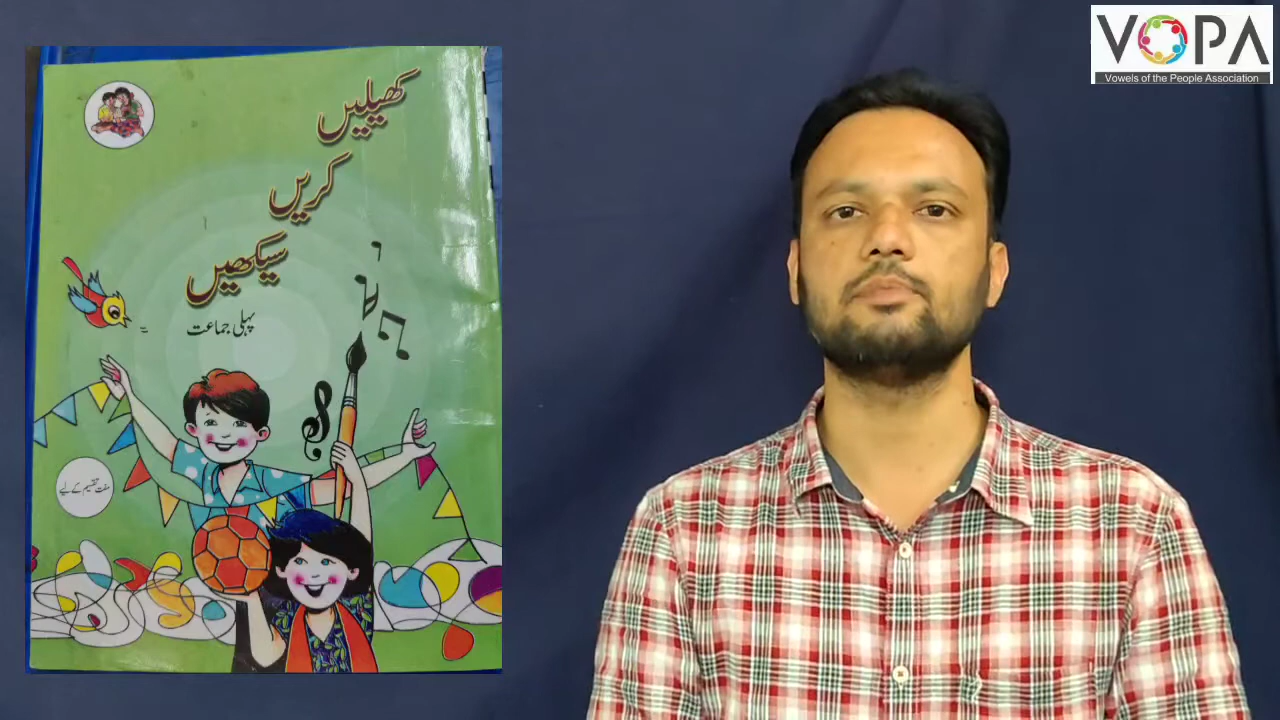 کھیلیں
کریں
سیکھیں
پہلی جماعت
مفت تقسیم کے لیے
VOPA
Vowels of the People Association